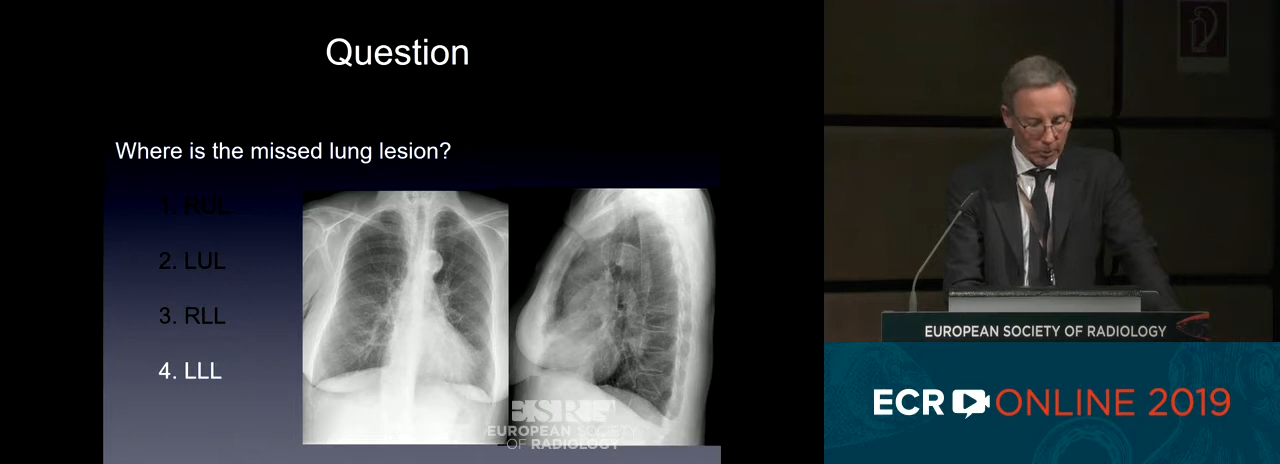 Question
Where is the missed lung lesion?
1. RUL
2. LUL
3. RLL
4. LLL
ESR
EUROPEAN SOCIETY
OF RADIOLOGY
EUROPEAN SOCIETY OF RADIOLOGY
ECR ONLINE 2019